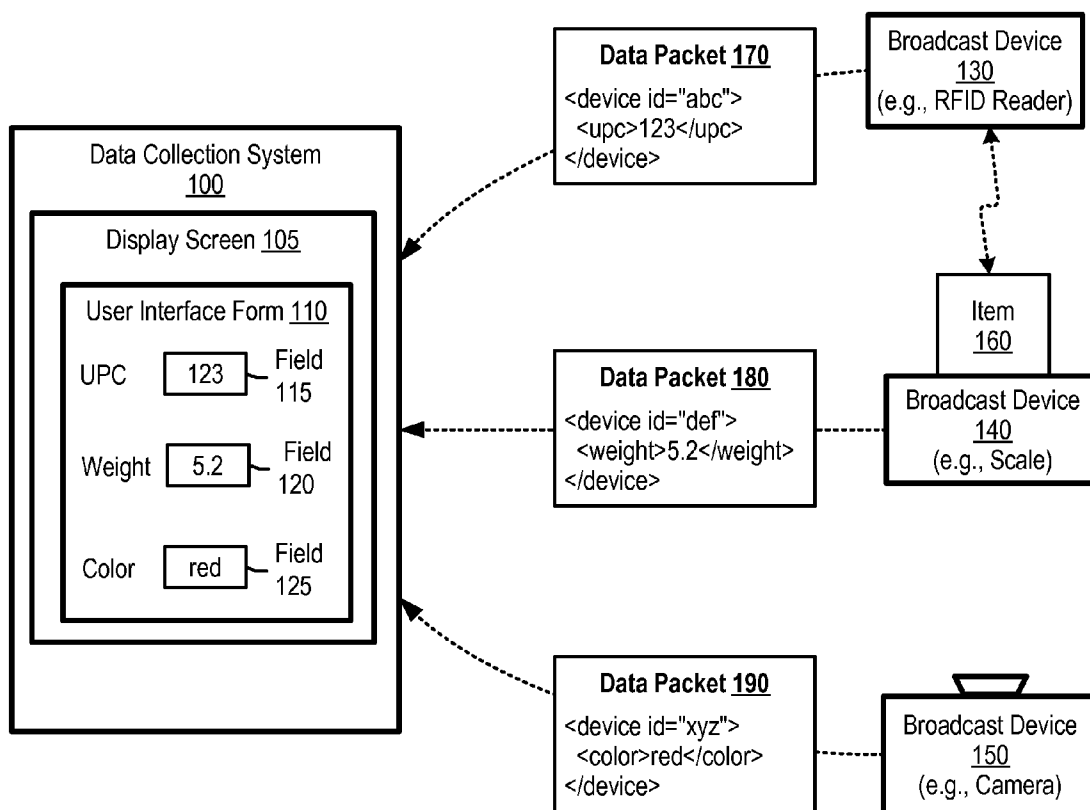 Data Collection System
100
Display Screen 105
User Interface Form 110
UPC
123
Field
115
Weight
5.2
Field
120
Color
red
Field
125
Data Packet 170
<device id="abc">
<upc>123</upc>
</device>
Data Packet 180
<device id="def">
<weight>5.2</weight>
</device>
Data Packet 190
<device id="xyz">
<color>red</color>
</device>
Broadcast Device
130
(e.g., RFID Reader)
Item
160
Broadcast Device
140
(e.g., Scale)
Broadcast Device
150
(e.g., Camera)